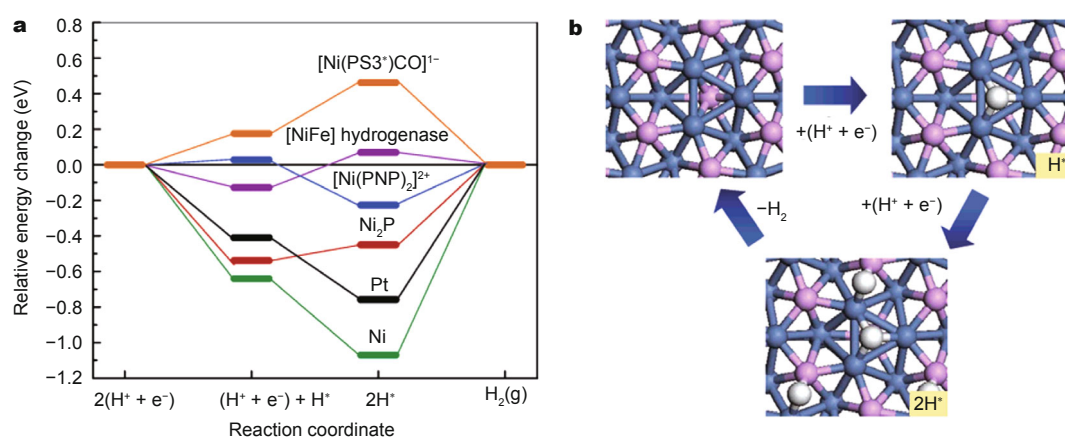 a
0.8
0.6
0.4
0.2
0.0
−0.2
−0.4
−0.6
−0.8
−1.0
−1.2
Relative energy change (eV)
[Ni(PS3*)CO]¹⁻
[NiFe] hydrogenase
[Ni(PNP)₂]²⁺
Ni₂P
Pt
Ni
2(H⁺ + e⁻)
(H⁺ + e⁻) + H*
2H*
H₂(g)
Reaction coordinate
b
+(H⁺ + e⁻)
H*
+(H⁺ + e⁻)
−H₂
2H*